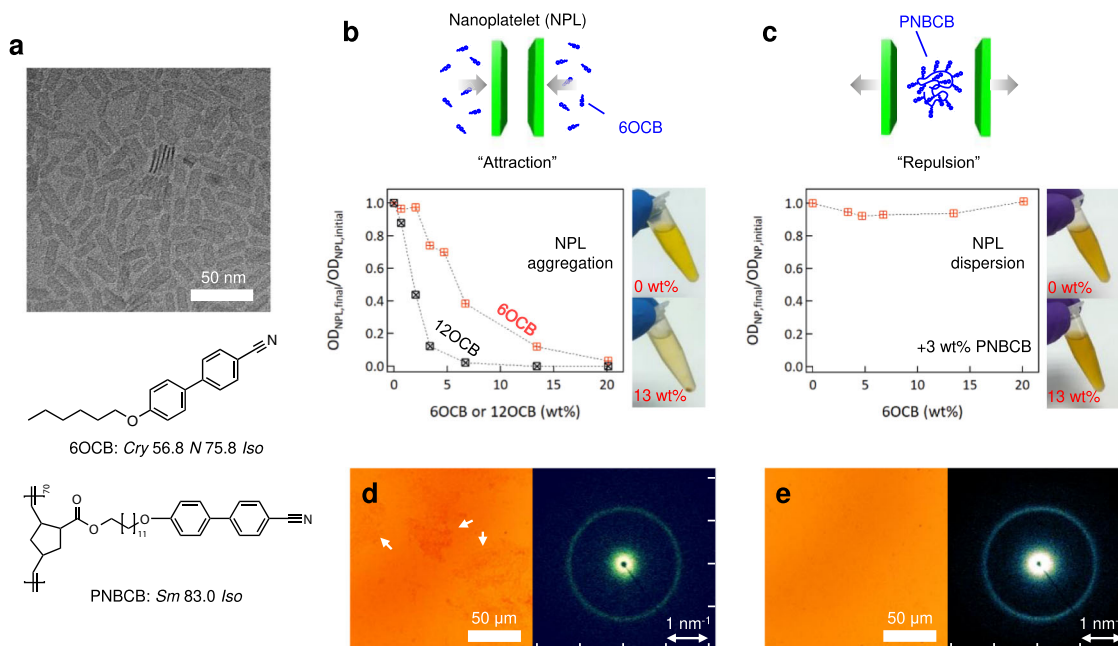 a
50 nm
N
O
6OCB: Cry 56.8 N 75.8 Iso
70
O
O
11
O
N
PNBCB: Sm 83.0 Iso
b
Nanoplatelet (NPL)
6OCB
“Attraction”
OD_NPL,final/OD_NPL,initial
1.0
0.8
0.6
0.4
0.2
0.0
NPL
aggregation
6OCB
12OCB
0 5 10 15 20
6OCB or 12OCB (wt%)
0 wt%
13 wt%
c
PNBCB
“Repulsion”
OD_NP,final/OD_NP,initial
1.0
0.8
0.6
0.4
0.2
0.0
NPL
dispersion
+3 wt% PNBCB
0 5 10 15 20
6OCB (wt%)
0 wt%
13 wt%
d
50 µm
1 nm⁻¹
e
50 µm
1 nm⁻¹